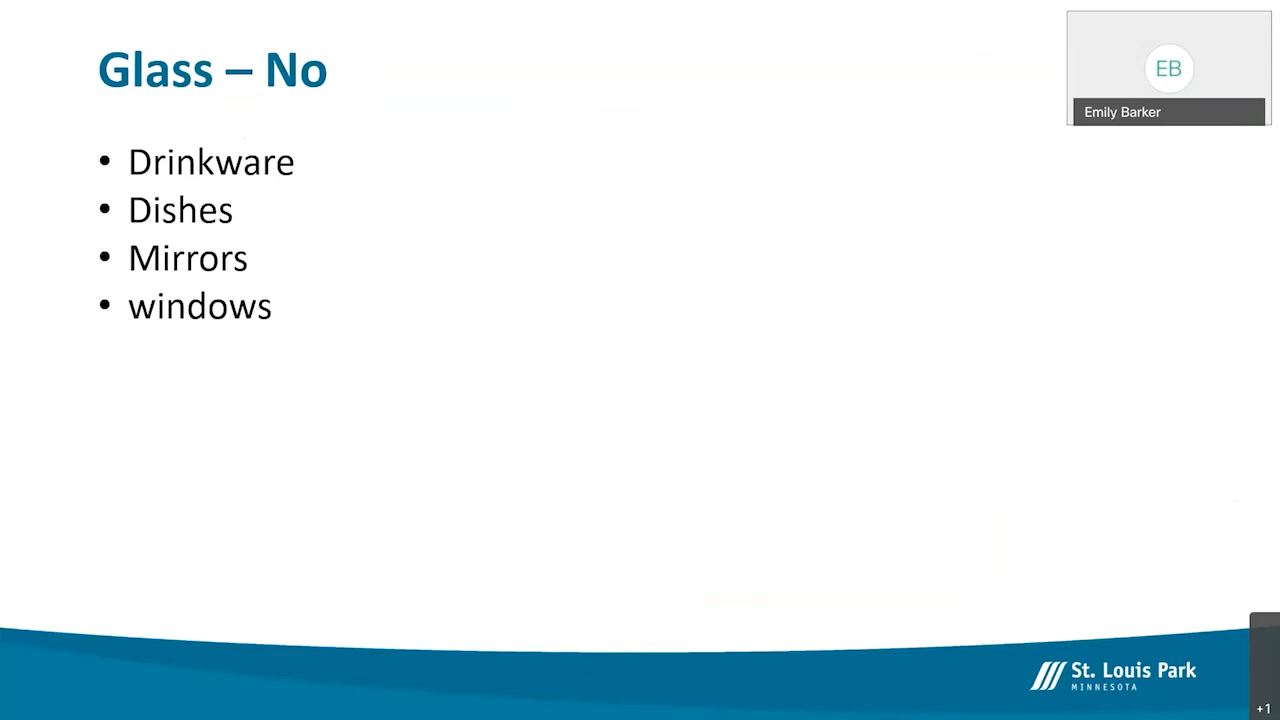 Glass – No
• Drinkware
• Dishes
• Mirrors
• windows
EB
Emily Barker
St. Louis Park
MINNESOTA
+1